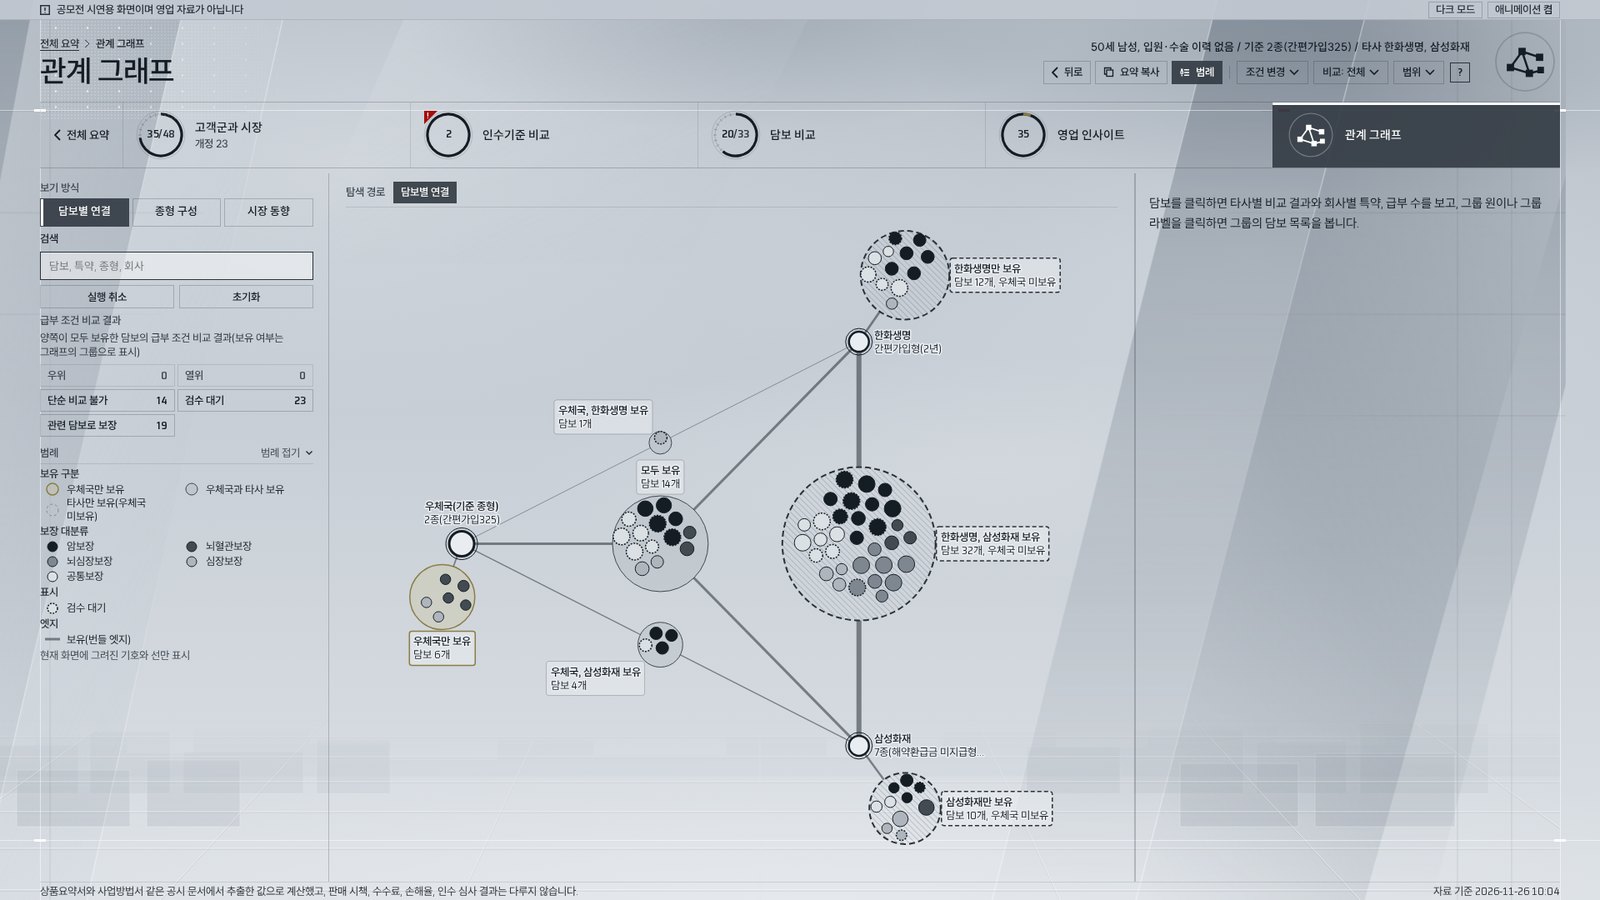 공모전 시연용 화면이며 영업 자료가 아닙니다
다크 모드
애니메이션 켬
전체 요약 > 관계 그래프
관계 그래프
50세 남성, 입원·수술 이력 없음 / 기준 2종(간편가입325) / 타사 한화생명, 삼성화재
뒤로
요약 복사
범례
조건 변경
비교: 전체
범위
?
전체 요약
35/48
고객군과 시장
개정 23
!
2
인수기준 비교
20/33
담보 비교
35
영업 인사이트
관계 그래프
보기 방식
담보별 연결
종형 구성
시장 동향
검색
담보, 특약, 종형, 회사
실행 취소
초기화
급부 조건 비교 결과
양쪽이 모두 보유한 담보의 급부 조건 비교 결과(보유 여부는
그래프의 그룹으로 표시)
우위 0
열위 0
단순 비교 불가 14
검수 대기 23
관련 담보로 보장 19
범례
범례 접기
보유 구분
우체국만 보유
우체국과 타사 보유
타사만 보유(우체국
미보유)
보장 대분류
암보장
뇌혈관보장
뇌심장보장
심장보장
공통보장
표시
검수 대기
엣지
보유(번들 엣지)
현재 화면에 그려진 기호와 선만 표시
탐색 경로
담보별 연결
한화생명만 보유
담보 12개, 우체국 미보유
한화생명
간편가입형(2년)
우체국, 한화생명 보유
담보 1개
모두 보유
담보 14개
우체국(기준 종형)
2종(간편가입325)
한화생명, 삼성화재 보유
담보 32개, 우체국 미보유
우체국만 보유
담보 6개
우체국, 삼성화재 보유
담보 4개
삼성화재
7종(해약환급금 미지급형...
삼성화재만 보유
담보 10개, 우체국 미보유
담보를 클릭하면 타사별 비교 결과와 회사별 특약, 급부 수를 보고, 그룹 원이나 그룹
라벨을 클릭하면 그룹의 담보 목록을 봅니다.
상품요약서와 사업방법서 같은 공시 문서에서 추출한 값으로 계산했고, 판매 시책, 수수료, 손해율, 인수 심사 결과는 다루지 않습니다.
자료 기준 2026-11-26 10:04